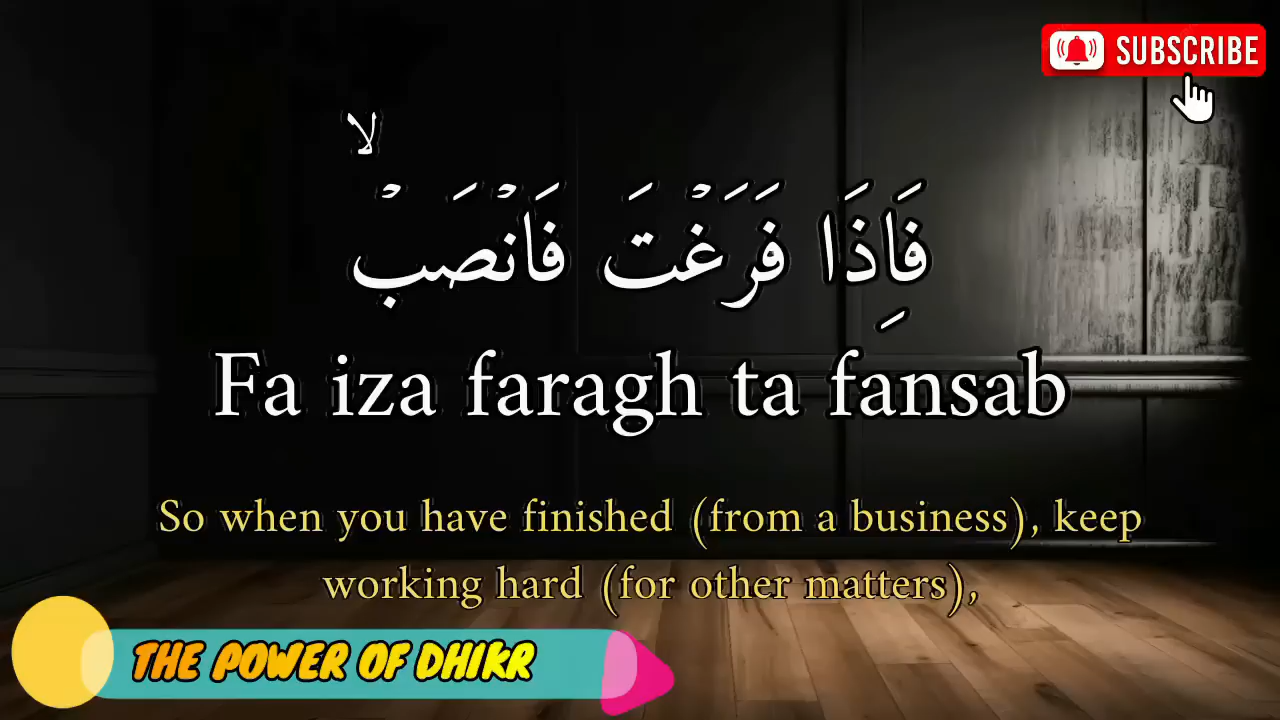 SUBSCRIBE
فَاِذَا فَرَغْتَ فَانْصَبْۙ
Fa iza faragh ta fansab
So when you have finished (from a business), keep
working hard (for other matters),
THE POWER OF DHIKR